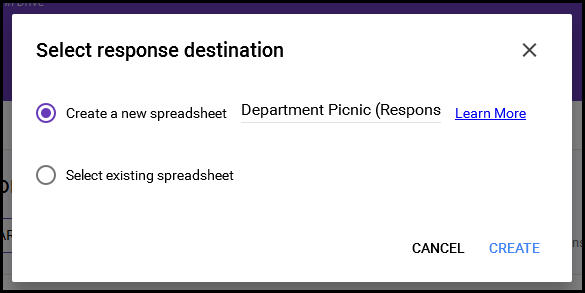 Select response destination
Create a new spreadsheet Department Picnic (Respons Learn More
Select existing spreadsheet
CANCEL CREATE